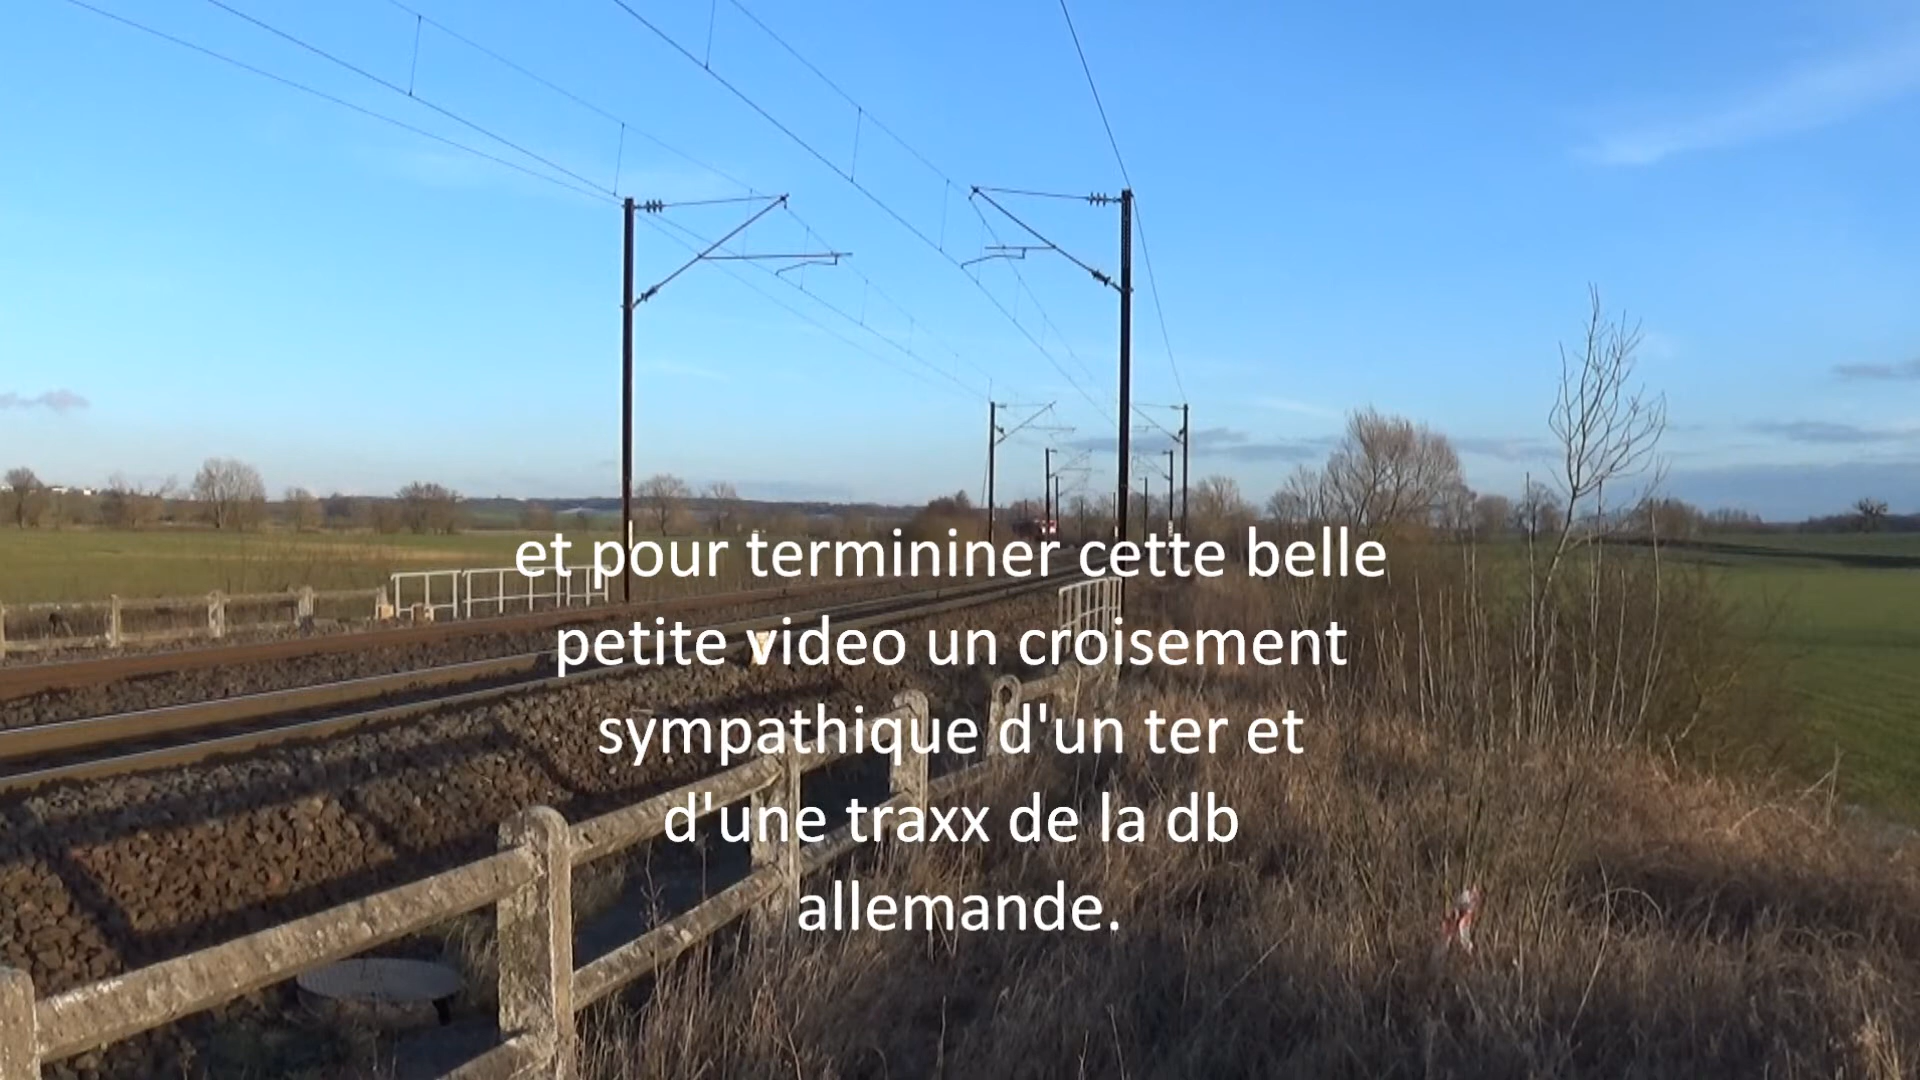 et pour termininer cette belle
petite video un croisement
sympathique d'un ter et
d'une traxx de la db
allemande.